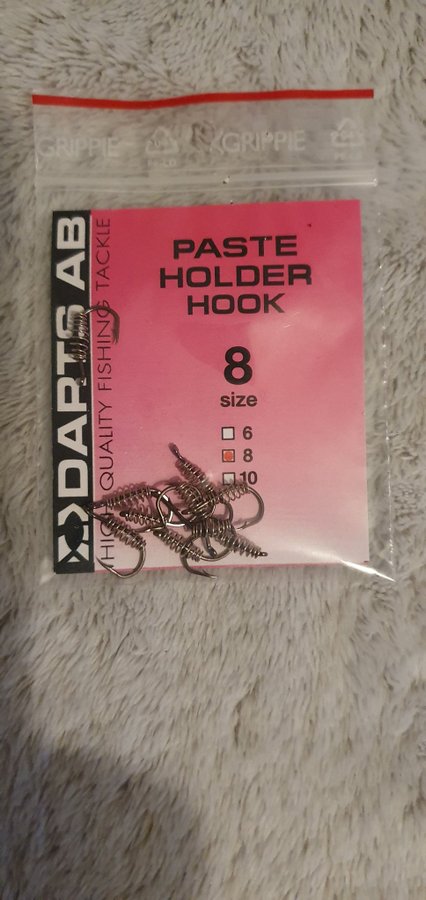 GRIPPIE
GRIPPIE
PASTE
HOLDER
HOOK
8
size
6
8
10
DARTS AB
HIGH QUALITY FISHING TACKLE